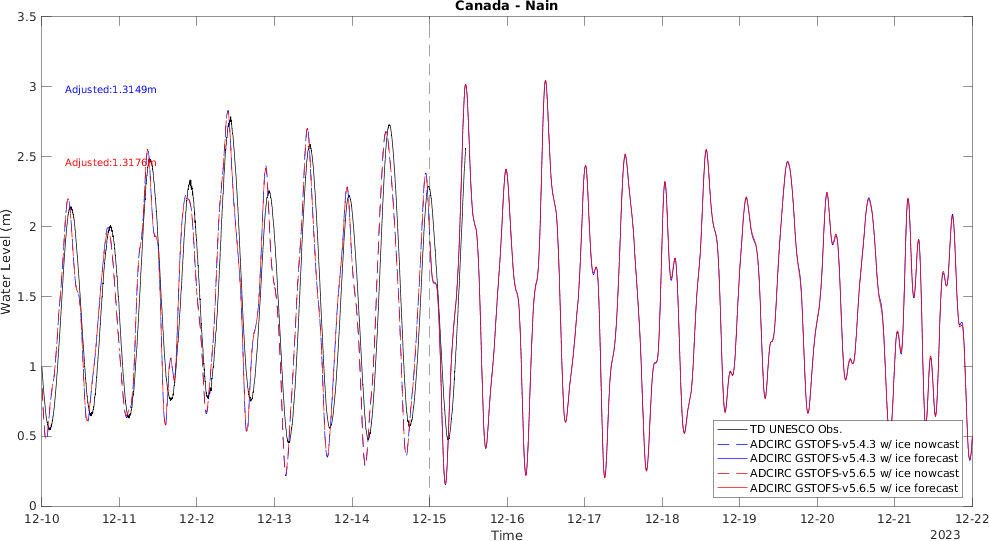 Canada - Nain
3.5
3
2.5
2
1.5
1
0.5
0
Water Level (m)
Adjusted:1.3149m
Adjusted:1.3176m
TD UNESCO Obs.
ADCIRC GSTOFS-v5.4.3 w/ ice nowcast
ADCIRC GSTOFS-v5.4.3 w/ ice forecast
ADCIRC GSTOFS-v5.6.5 w/ ice nowcast
ADCIRC GSTOFS-v5.6.5 w/ ice forecast
12-10 12-11 12-12 12-13 12-14 12-15 12-16 12-17 12-18 12-19 12-20 12-21 12-22
Time
2023